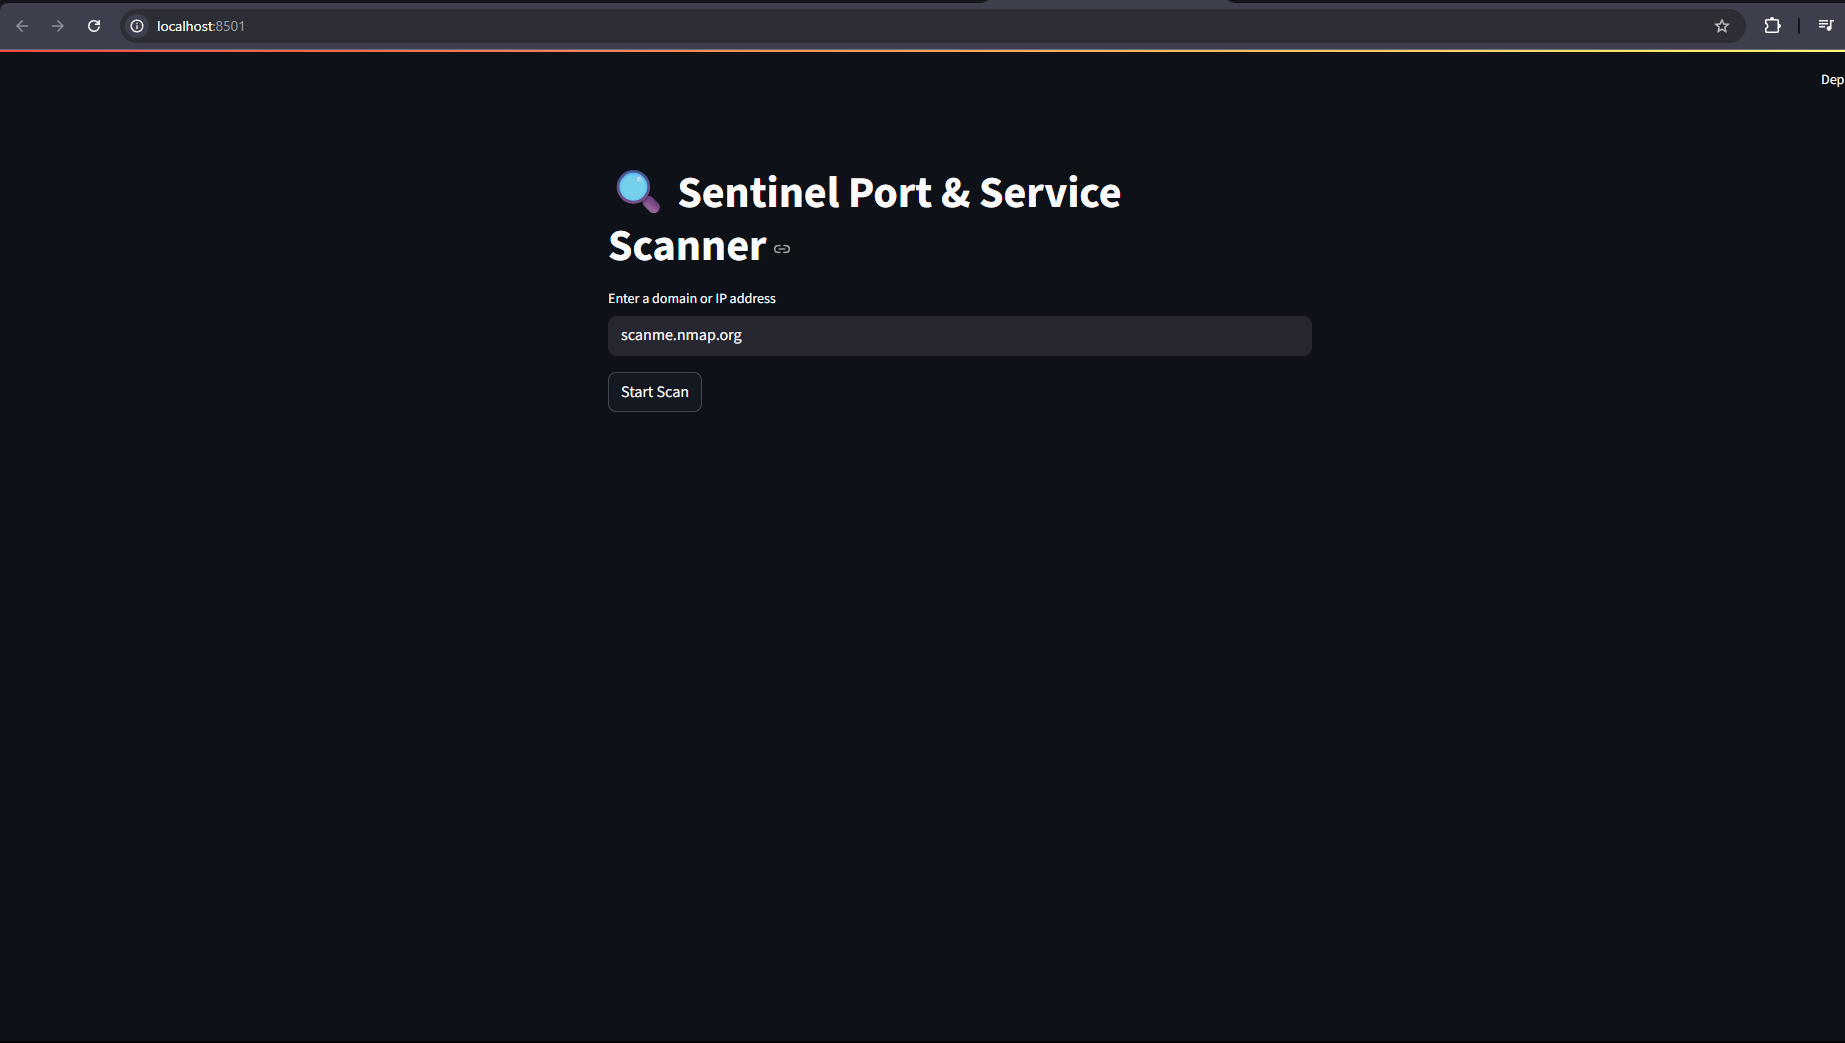 localhost:8501
Dep
Sentinel Port & Service
Scanner
Enter a domain or IP address
scanme.nmap.org
Start Scan